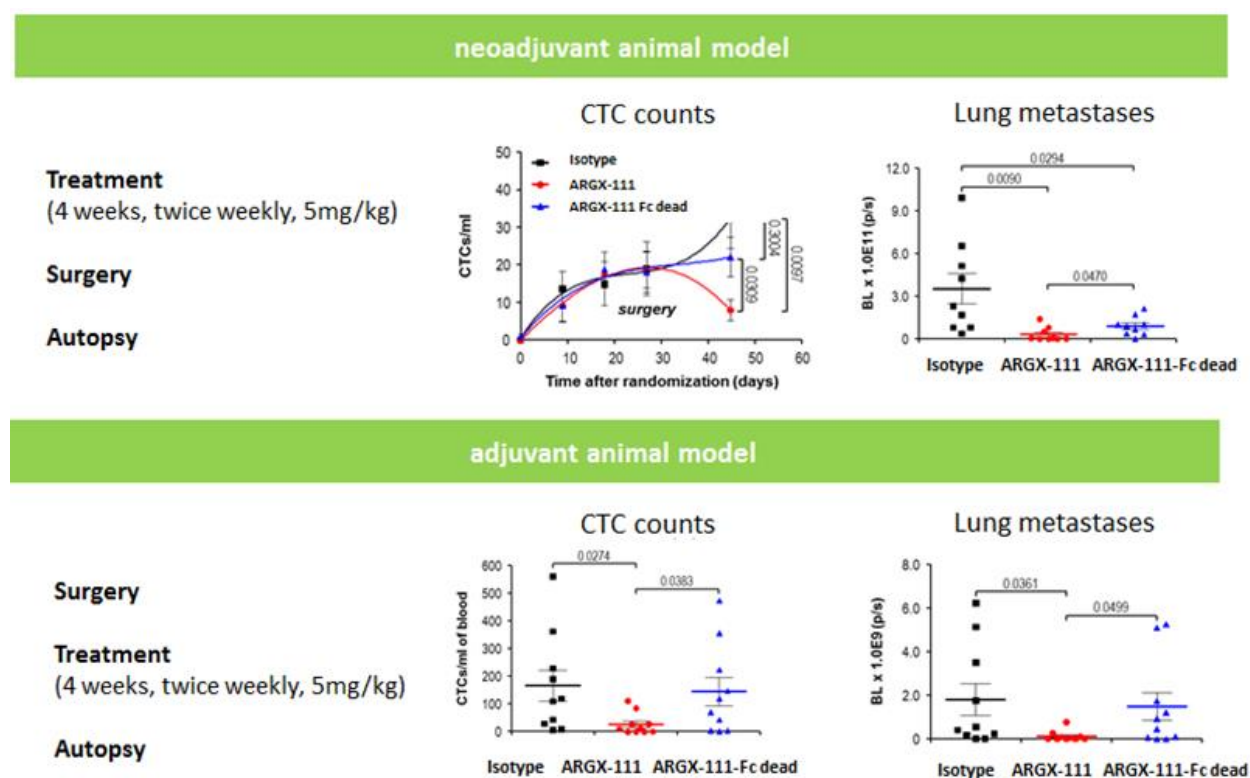 neoadjuvant animal model
Treatment
(4 weeks, twice weekly, 5mg/kg)
Surgery
Autopsy
CTC counts
50
40
30
20
10
0
CTCs/ml
Isotype
ARGX-111
ARGX-111 Fc dead
surgery
0.3004
0.0309
0.0097
0 10 20 30 40 50 60
Time after randomization (days)
Lung metastases
12.0
9.0
6.0
3.0
0
BL x 1.0E11 (p/s)
0.0294
0.0090
0.0470
Isotype ARGX-111 ARGX-111-Fc dead
adjuvant animal model
Surgery
Treatment
(4 weeks, twice weekly, 5mg/kg)
Autopsy
CTC counts
600
500
400
300
200
100
0
CTCs/ml of blood
0.0274
0.0383
Isotype ARGX-111 ARGX-111-Fc dead
Lung metastases
8.0
6.0
4.0
2.0
0
BL x 1.0E9 (p/s)
0.0361
0.0499
Isotype ARGX-111 ARGX-111-Fc dead